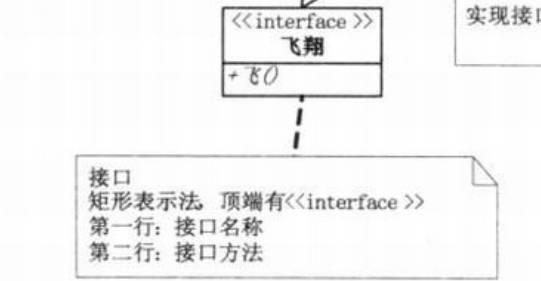 <<interface >>
飞翔
+飞()
实现接口
接口
矩形表示法，顶端有<<interface >>
第一行：接口名称
第二行：接口方法